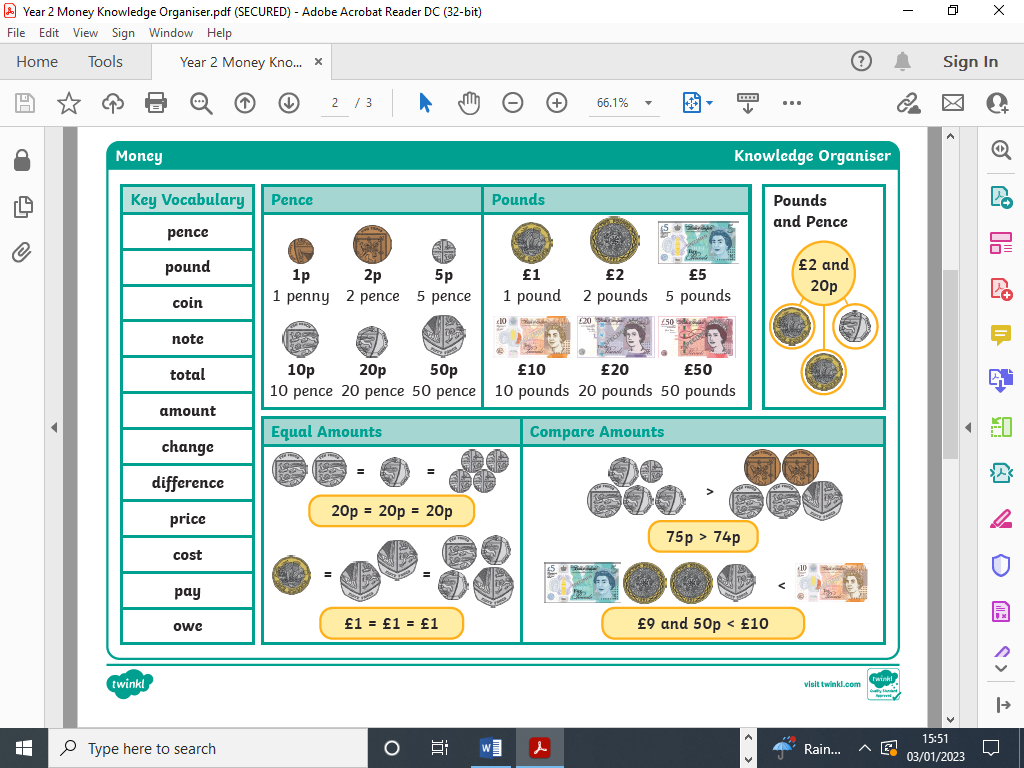 Year 2 Money Knowledge Organiser.pdf (SECURED) - Adobe Acrobat Reader DC (32-bit)
File Edit View Sign Window Help
Home Tools Year 2 Money Kno... × Sign In
2 / 3 66.1%
Money Knowledge Organiser
Key Vocabulary
pence
pound
coin
note
total
amount
change
difference
price
cost
pay
owe
Pence
1p 2p 5p
1 penny 2 pence 5 pence
10p 20p 50p
10 pence 20 pence 50 pence
Pounds
£1 £2 £5
1 pound 2 pounds 5 pounds
£10 £20 £50
10 pounds 20 pounds 50 pounds
Pounds
and Pence
£2 and
20p
Equal Amounts
= =
20p = 20p = 20p
= =
£1 = £1 = £1
Compare Amounts
>
75p > 74p
<
£9 and 50p < £10
twinkl
visit twinkl.com
twinkl
Quality Standard
Approved
Type here to search
Rain...
15:51
03/01/2023